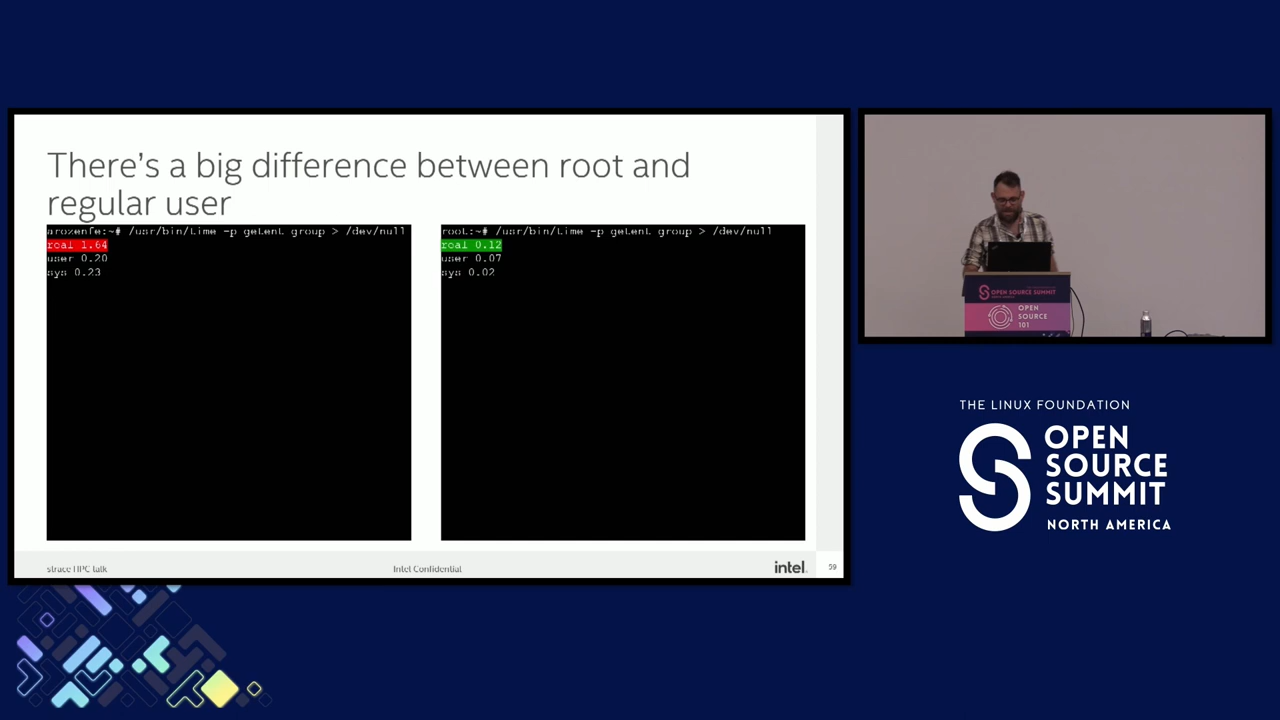 There's a big difference between root and
regular user
arozenfe:~# /usr/bin/time -p getent group > /dev/null
real 1.64
user 0.20
sys 0.23
root:~# /usr/bin/time -p getent group > /dev/null
real 0.12
user 0.07
sys 0.02
strace HPC talk
Intel Confidential
intel.
59
OPEN SOURCE SUMMIT
OPEN
SOURCE
101
THE LINUX FOUNDATION
OPEN
SOURCE
SUMMIT
NORTH AMERICA